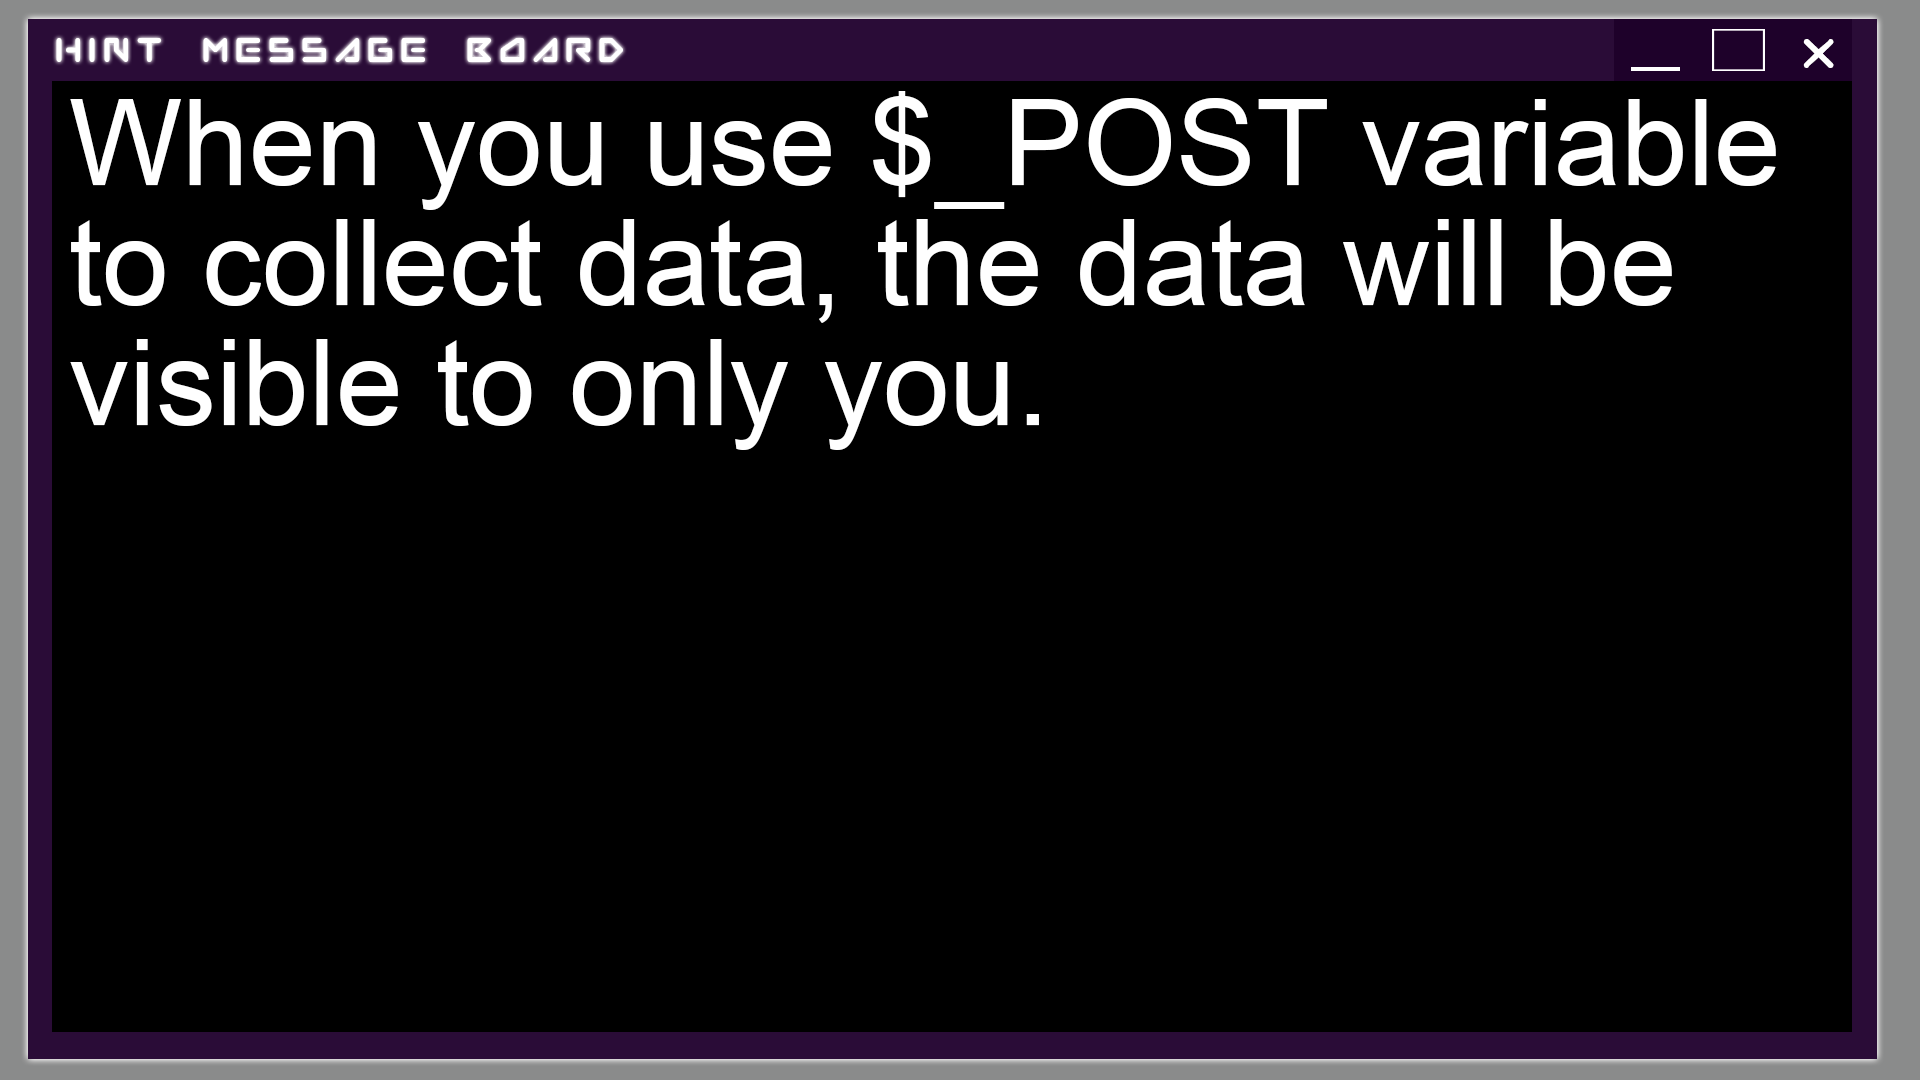 HINT MESSAGE BOARD
When you use $_POST variable
to collect data, the data will be
visible to only you.